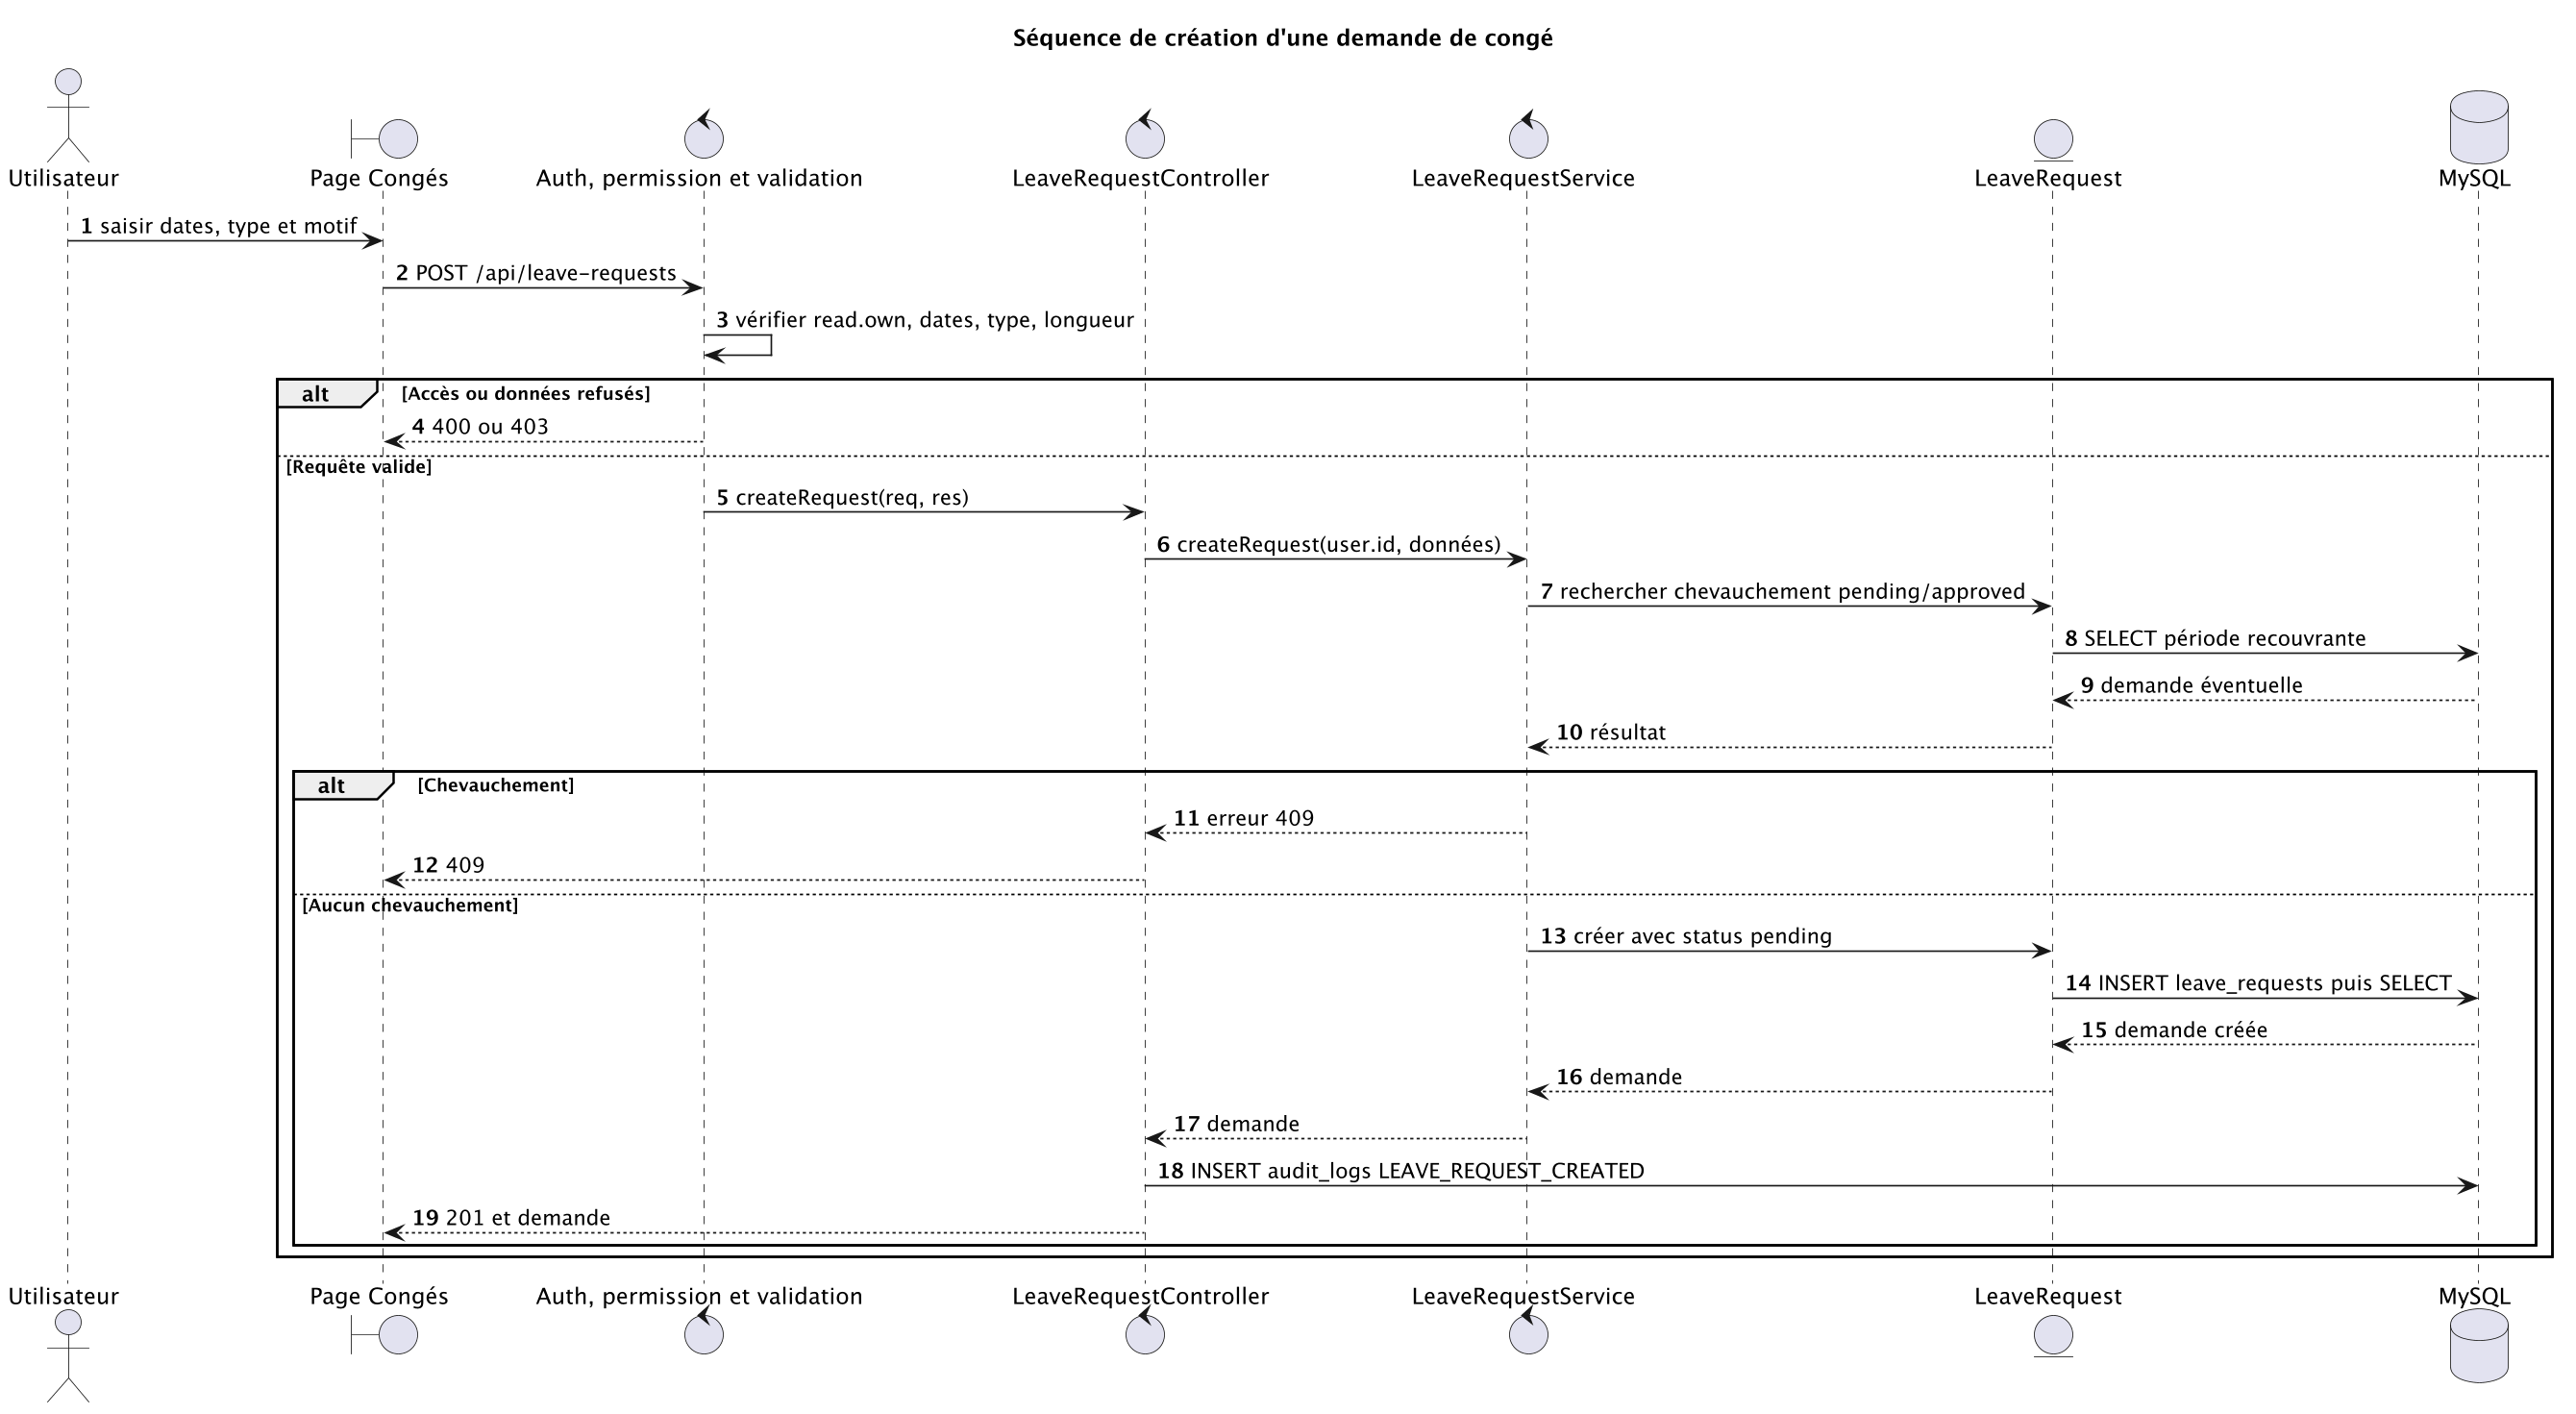 Séquence de création d'une demande de congé
Utilisateur
Page Congés
Auth, permission et validation
LeaveRequestController
LeaveRequestService
LeaveRequest
MySQL
1 saisir dates, type et motif
2 POST /api/leave-requests
3 vérifier read.own, dates, type, longueur
alt [Accès ou données refusés]
4 400 ou 403
[Requête valide]
5 createRequest(req, res)
6 createRequest(user.id, données)
7 rechercher chevauchement pending/approved
8 SELECT période recouvrante
9 demande éventuelle
10 résultat
alt [Chevauchement]
11 erreur 409
12 409
[Aucun chevauchement]
13 créer avec status pending
14 INSERT leave_requests puis SELECT
15 demande créée
16 demande
17 demande
18 INSERT audit_logs LEAVE_REQUEST_CREATED
19 201 et demande
Utilisateur
Page Congés
Auth, permission et validation
LeaveRequestController
LeaveRequestService
LeaveRequest
MySQL